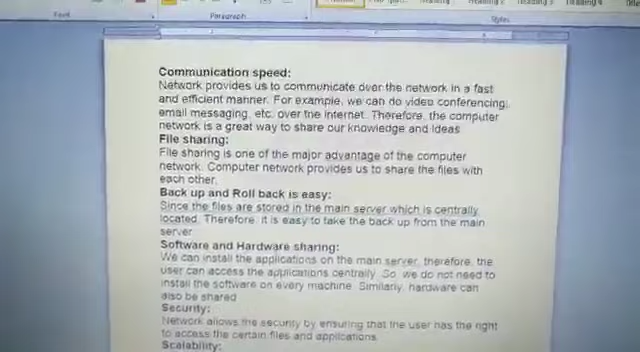 Font
Paragraph
Styles
Communication speed:
Network provides us to communicate over the network in a fast
and efficient manner. For example, we can do video conferencing,
email messaging, etc. over the internet. Therefore, the computer
network is a great way to share our knowledge and ideas
File sharing:
File sharing is one of the major advantage of the computer
network. Computer network provides us to share the files with
each other.
Back up and Roll back is easy:
Since the files are stored in the main server which is centrally
located. Therefore, it is easy to take the back up from the main
server
Software and Hardware sharing:
We can install the applications on the main server, therefore, the
user can access the applications centrally. So, we do not need to
install the software on every machine. Similarly, hardware can
also be shared
Security:
Network allows the security by ensuring that the user has the right
to access the certain files and applications.
Scalability: